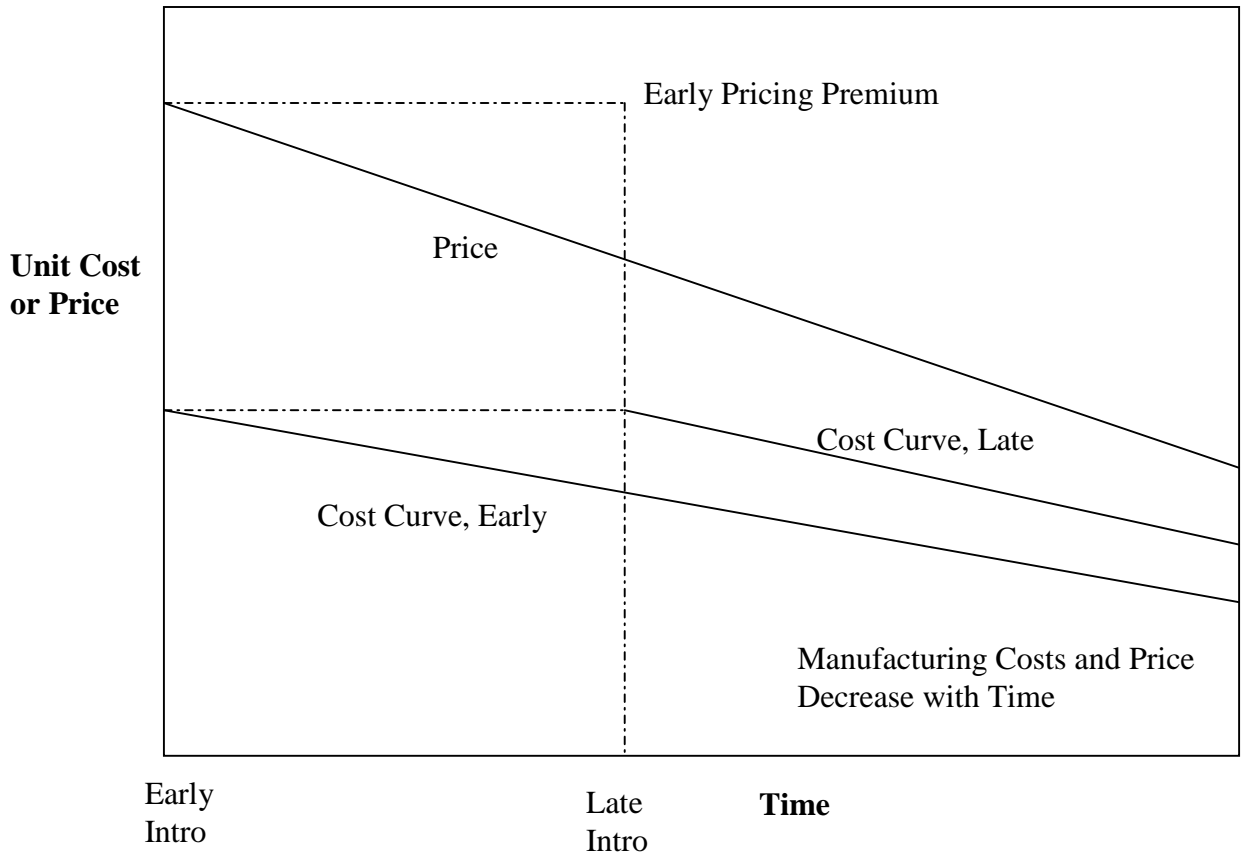 Early Pricing Premium
Price
Unit Cost
or Price
Cost Curve, Late
Cost Curve, Early
Manufacturing Costs and Price
Decrease with Time
Early
Intro
Late
Intro
Time